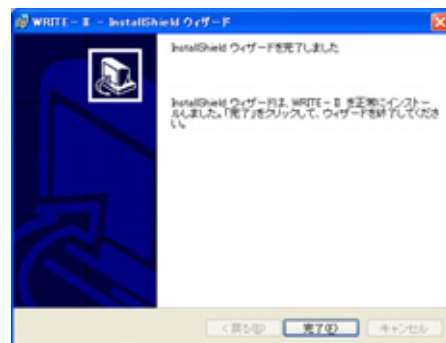 WRITE-Ⅱ - InstallShield ウィザード
InstallShield ウィザードを完了しました
InstallShield ウィザードは、WRITE-Ⅱ を正常にインストー
ルしました。「完了」をクリックして、ウィザードを終了してくださ
い。
< 戻る(B)
完了(F)
キャンセル